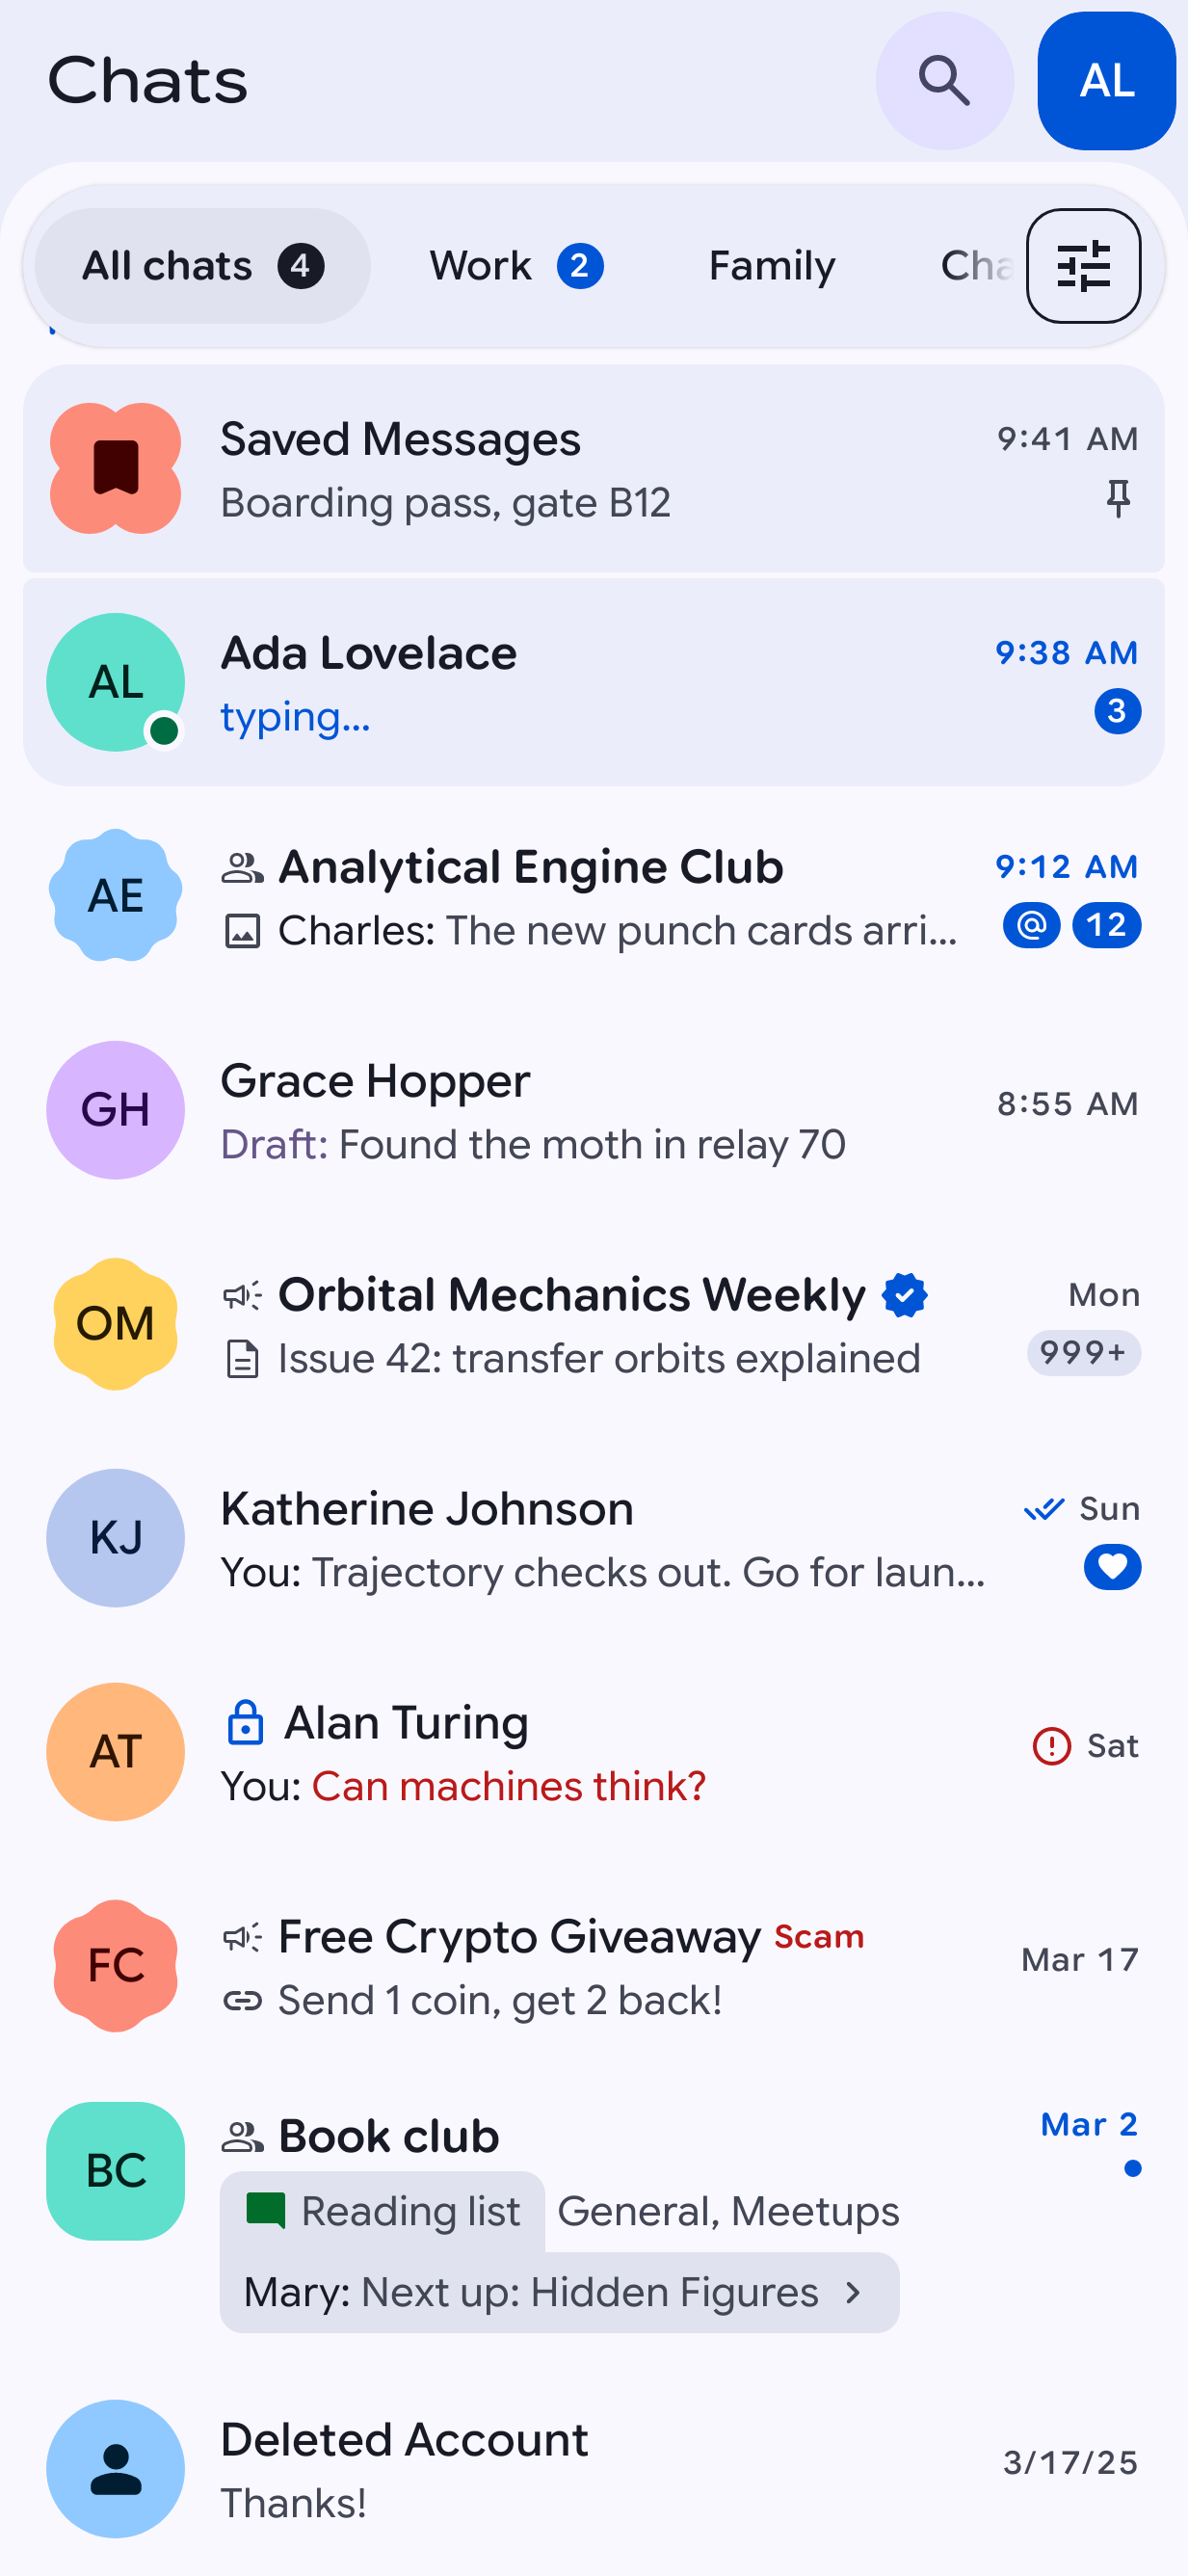 Chats
AL
All chats 4
Work 2
Family
Cha
Saved Messages
9:41 AM
Boarding pass, gate B12
AL
Ada Lovelace
9:38 AM
typing...
3
AE
Analytical Engine Club
9:12 AM
Charles: The new punch cards arri...
@ 12
GH
Grace Hopper
8:55 AM
Draft: Found the moth in relay 70
OM
Orbital Mechanics Weekly
Mon
Issue 42: transfer orbits explained
999+
KJ
Katherine Johnson
Sun
You: Trajectory checks out. Go for laun...
AT
Alan Turing
Sat
You: Can machines think?
FC
Free Crypto Giveaway Scam
Mar 17
Send 1 coin, get 2 back!
BC
Book club
Mar 2
Reading list General, Meetups
Mary: Next up: Hidden Figures
Deleted Account
3/17/25
Thanks!